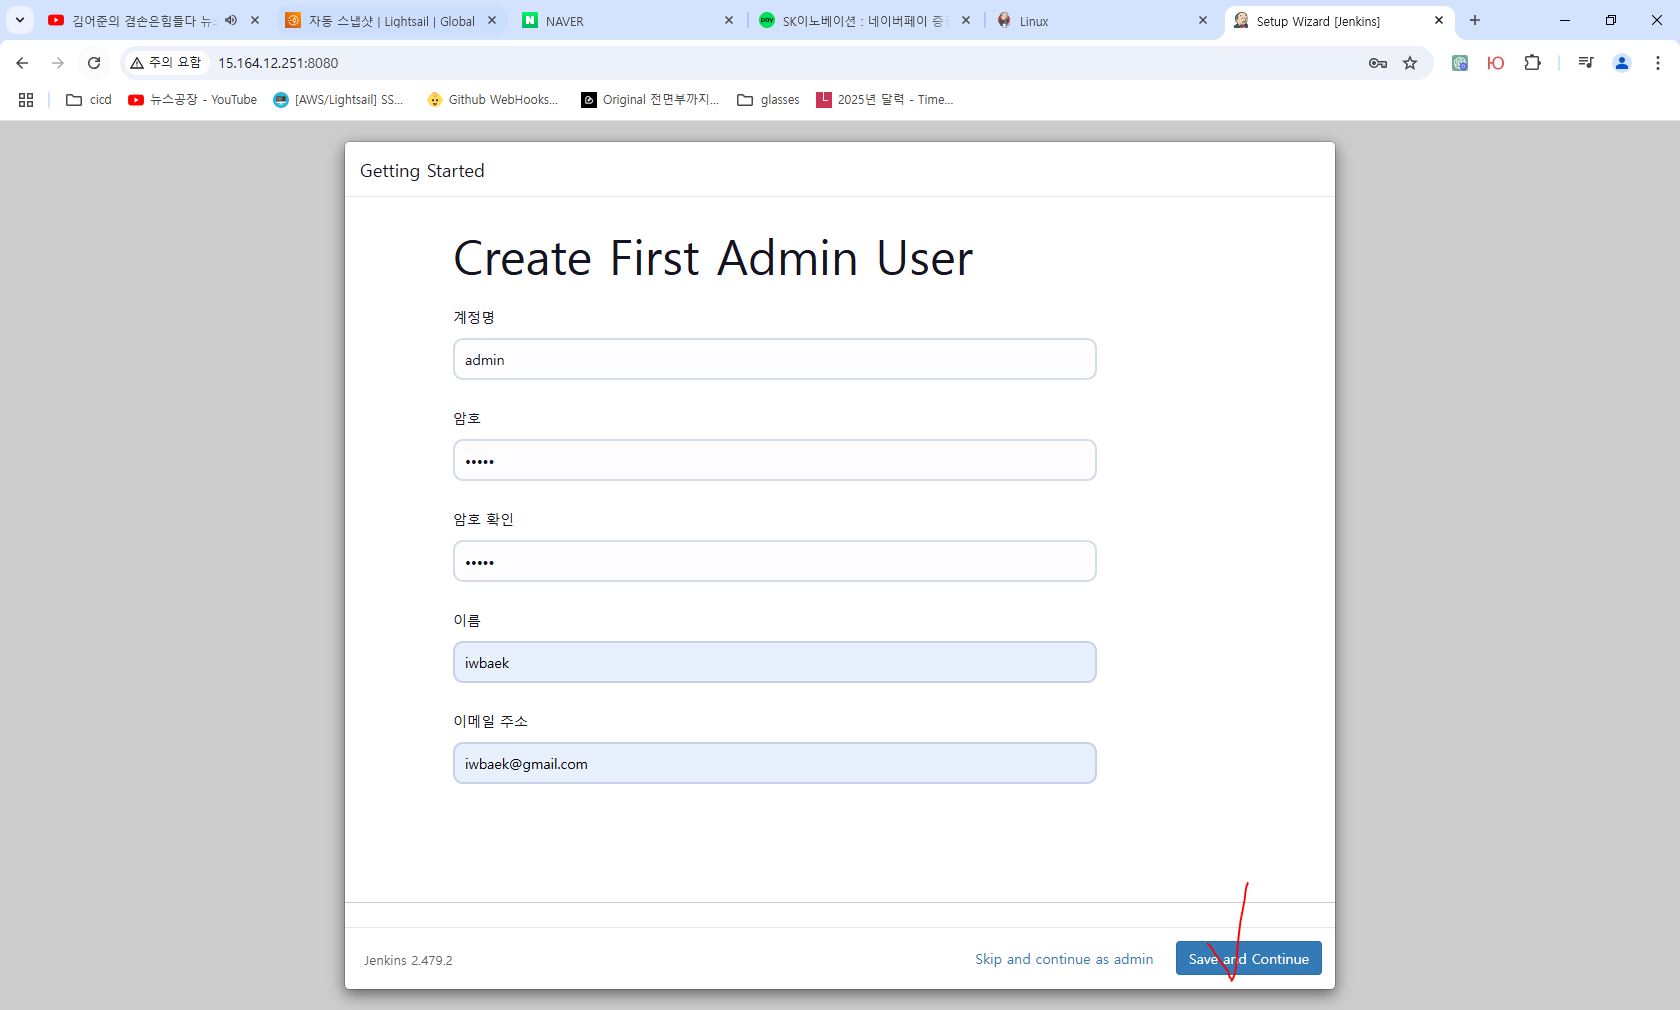 김어준의 겸손은힘들다 뉴
자동 스냅샷 | Lightsail | Global
NAVER
SK이노베이션 : 네이버페이 증
Linux
Setup Wizard [Jenkins]
주의 요함
15.164.12.251:8080
cicd
뉴스공장 - YouTube
[AWS/Lightsail] SS...
Github WebHooks...
Original 전면부까지...
glasses
2025년 달력 - Time...
Getting Started
Create First Admin User
계정명
admin
암호
•••••
암호 확인
•••••
이름
iwbaek
이메일 주소
iwbaek@gmail.com
Jenkins 2.479.2
Skip and continue as admin
Save and Continue